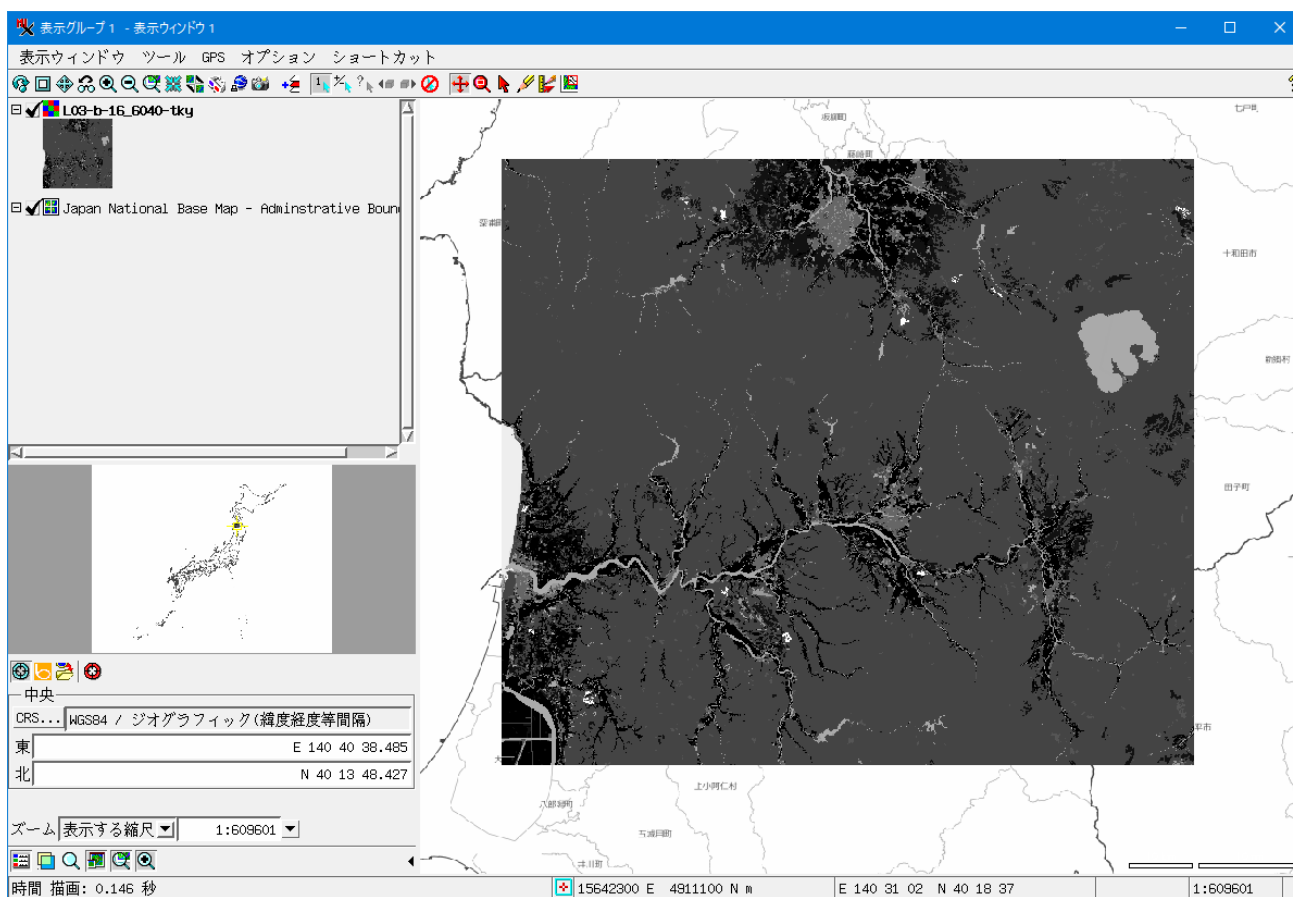 表示グループ1 - 表示ウィンドウ1
表示ウィンドウ ツール GPS オプション ショートカット
L03-b-16_6040-tky
Japan National Base Map - Adminstrative Boun
中央
CRS... WGS84 / ジオグラフィック(緯度経度等間隔)
東 E 140 40 38.485
北 N 40 13 48.427
ズーム 表示する縮尺 1:609601
時間 描画: 0.146 秒
15642300 E 4911100 N m
E 140 31 02 N 40 18 37
1:609601
七戸町
板柳町
藤崎町
深浦町
十和田市
新郷村
田子町
平市
上小阿仁村
八郎潟町
五城目町
井川町